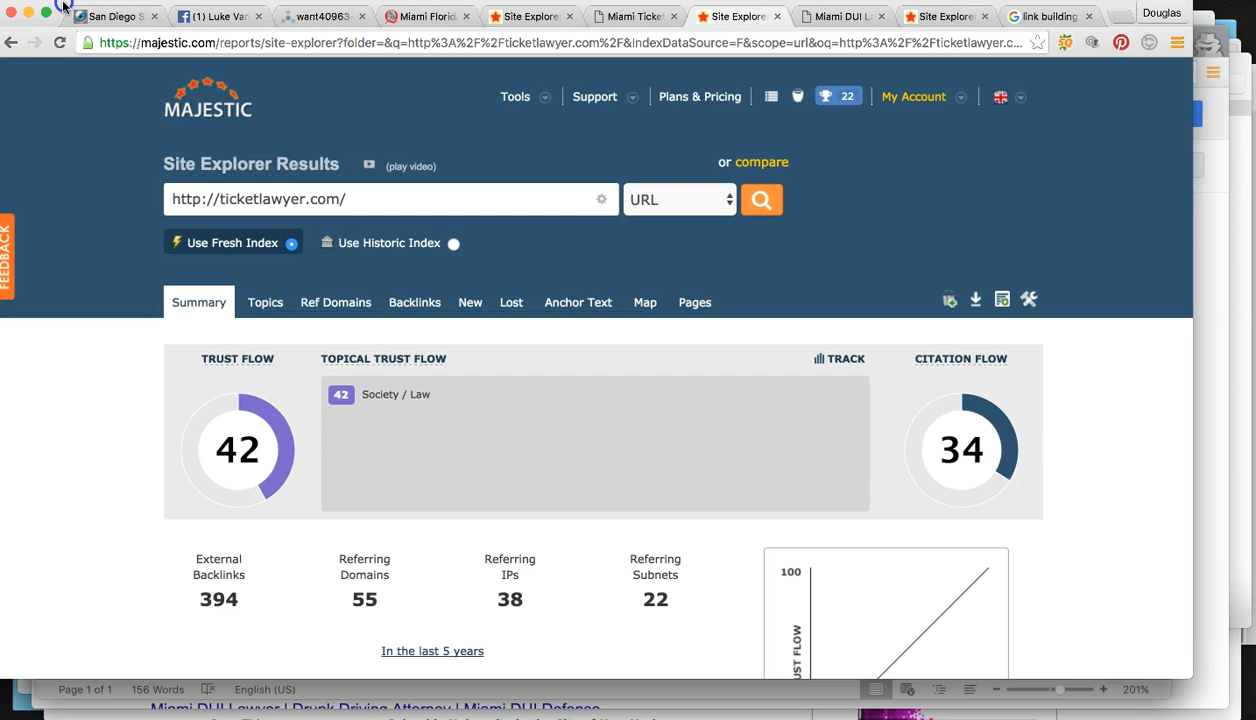 San Diego S
(1) Luke Van
want40963
Miami Florid
Site Explore
Miami Ticket
Site Explore
Miami DUI L
Site Explore
link building
Douglas
https://majestic.com/reports/site-explorer?folder=&q=http%3A%2F%2Fticketlawyer.com%2F&IndexDataSource=F&scope=url&oq=http%3A%2F%2Fticketlawyer.c...
MAJESTIC
Tools
Support
Plans & Pricing
22
My Account
Site Explorer Results
(play video)
or compare
http://ticketlawyer.com/
URL
Use Fresh Index
Use Historic Index
FEEDBACK
Summary
Topics
Ref Domains
Backlinks
New
Lost
Anchor Text
Map
Pages
TRUST FLOW
TOPICAL TRUST FLOW
TRACK
CITATION FLOW
42 Society / Law
42
34
External
Backlinks
394
Referring
Domains
55
Referring
IPs
38
Referring
Subnets
22
100
UST FLOW
In the last 5 years
Page 1 of 1
156 Words
English (US)
201%
Miami DUI Lawyer | Drunk Driving Attorney | Miami DUI Defense